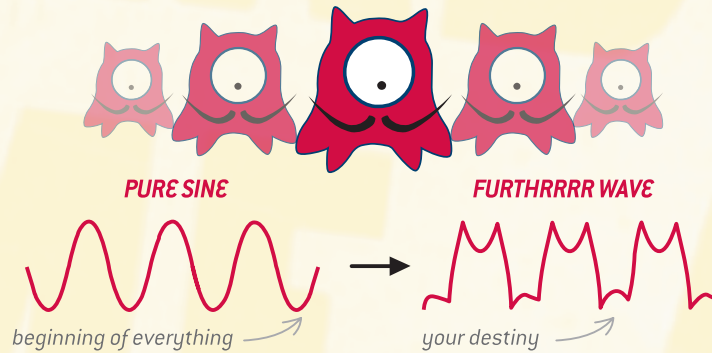 PURE SINE
FURTHRRRR WAVE
beginning of everything
your destiny